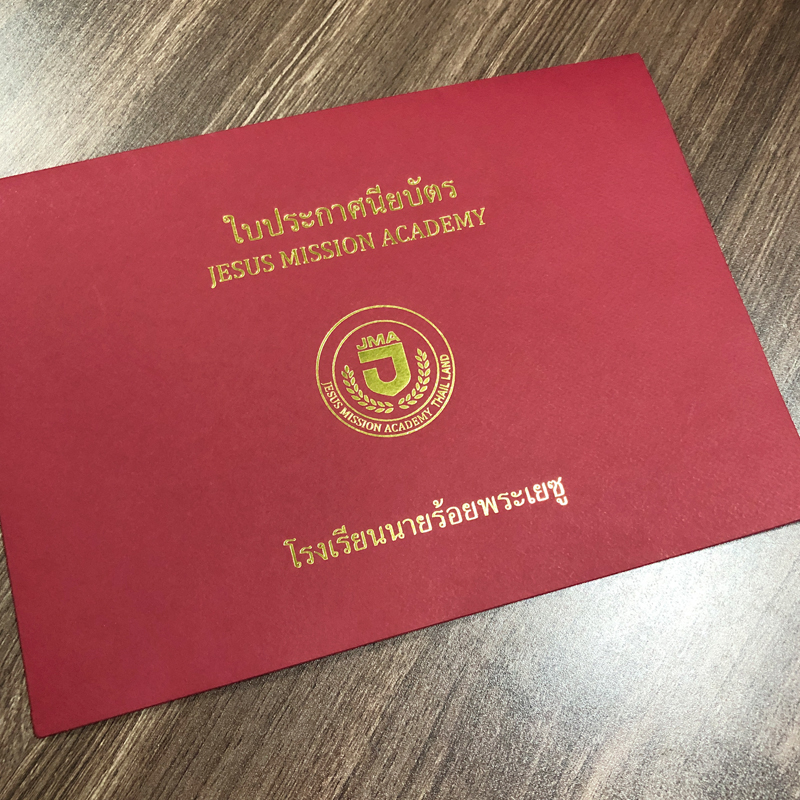 ใบประกาศนียบัตร
JESUS MISSION ACADEMY
JMA
J
JESUS MISSION ACADEMY THAILLAND
โรงเรียนนายร้อยพระเยซู